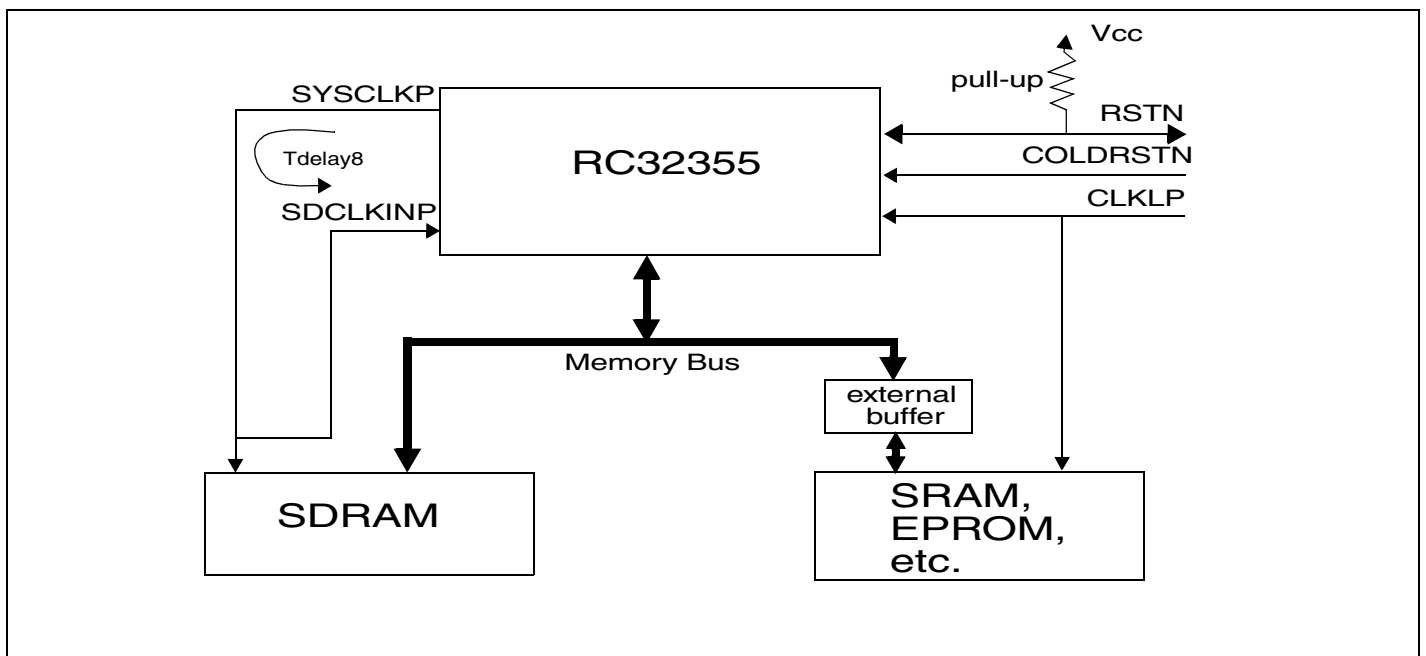 Vcc
pull-up
SYSCLKP
RSTN
Tdelay8
RC32355
COLDRSTN
CLKLP
SDCLKINP
Memory Bus
external
buffer
SDRAM
SRAM,
EPROM,
etc.